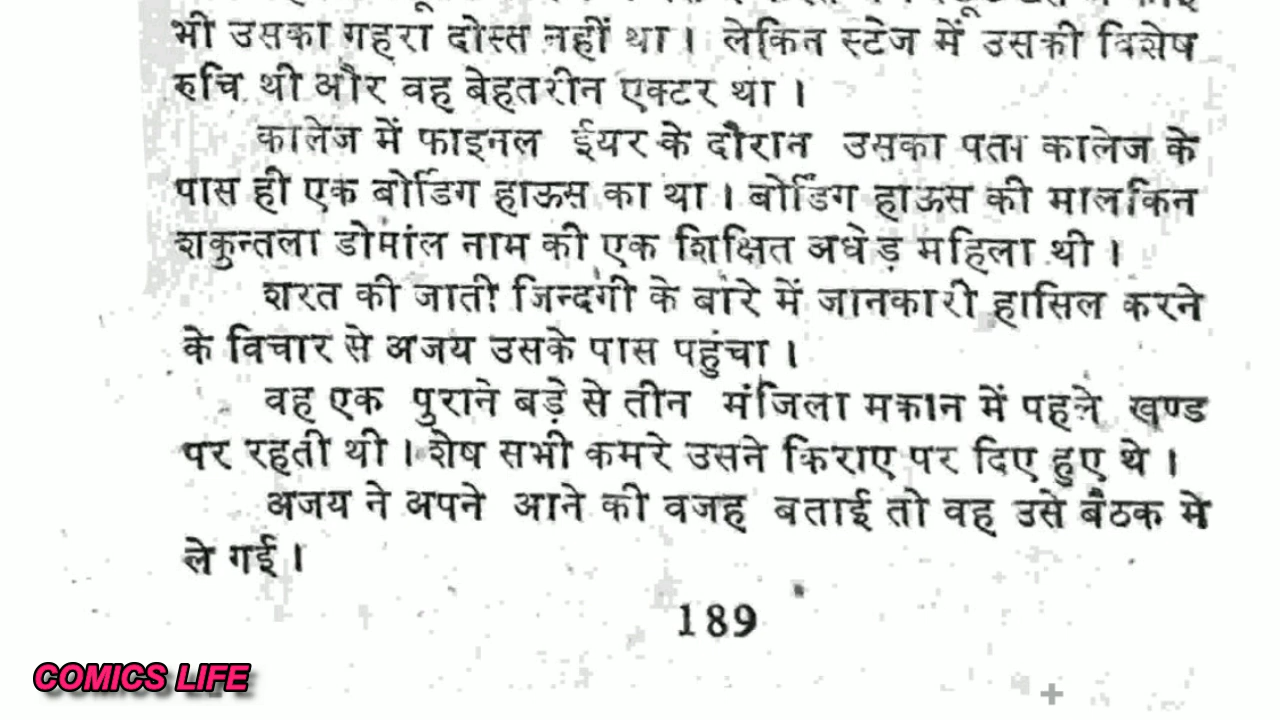 भी उसका गहरा दोस्त नहीं था। लेकिन स्टेज में उसकी विशेष
रुचि थी और वह बेहतरीन एक्टर था।
कालेज में फाइनल ईयर के दौरान उसका पता कालेज के
पास ही एक बोर्डिंग हाऊस का था। बोर्डिंग हाऊस की मालकिन
शकुन्तला डोमाल नाम की एक शिक्षित अधेड़ महिला थी।
शरत की जाती जिन्दगी के बारे में जानकारी हासिल करने
के विचार से अजय उसके पास पहुंचा।
वह एक पुराने बड़े से तीन मंजिला मकान में पहले खण्ड
पर रहती थी। शेष सभी कमरे उसने किराए पर दिए हुए थे।
अजय ने अपने आने की वजह बताई तो वह उसे बैठक मे
ले गई।
189
COMICS LIFE